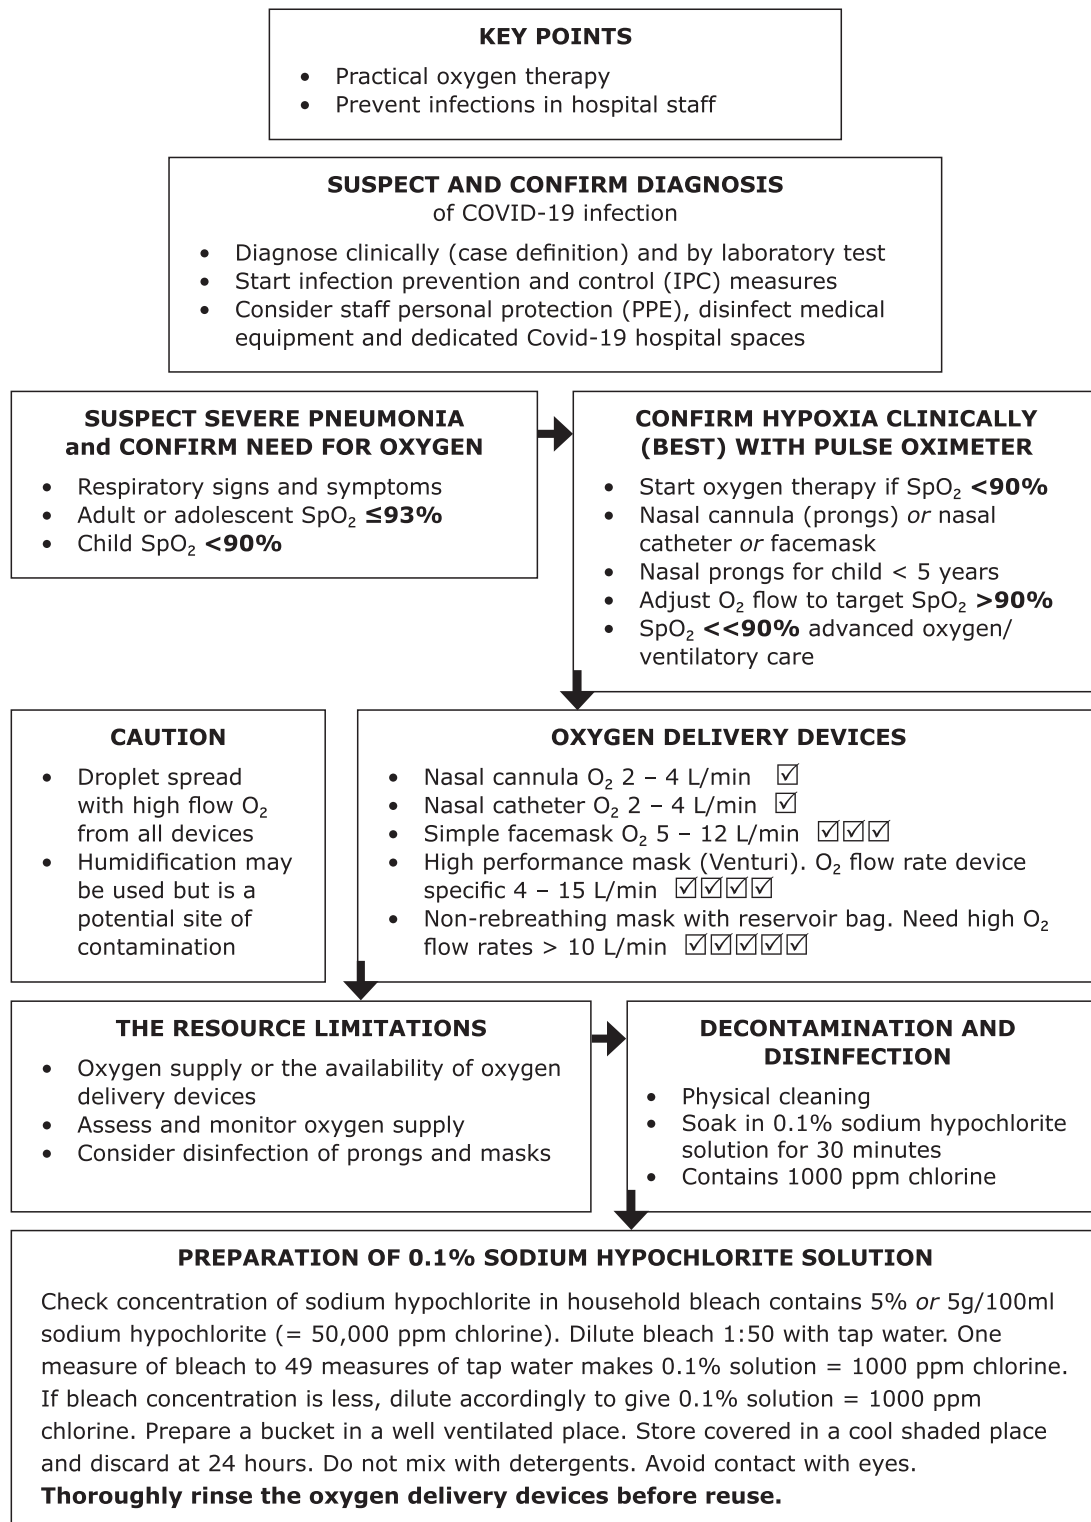 KEY POINTS
• Practical oxygen therapy
• Prevent infections in hospital staff
SUSPECT AND CONFIRM DIAGNOSIS
of COVID-19 infection
• Diagnose clinically (case definition) and by laboratory test
• Start infection prevention and control (IPC) measures
• Consider staff personal protection (PPE), disinfect medical
equipment and dedicated Covid-19 hospital spaces
SUSPECT SEVERE PNEUMONIA
and CONFIRM NEED FOR OXYGEN
• Respiratory signs and symptoms
• Adult or adolescent SpO₂ ≤93%
• Child SpO₂ <90%
CONFIRM HYPOXIA CLINICALLY
(BEST) WITH PULSE OXIMETER
• Start oxygen therapy if SpO₂ <90%
• Nasal cannula (prongs) or nasal
catheter or facemask
• Nasal prongs for child < 5 years
• Adjust O₂ flow to target SpO₂ >90%
• SpO₂ <<90% advanced oxygen/
ventilatory care
CAUTION
• Droplet spread
with high flow O₂
from all devices
• Humidification may
be used but is a
potential site of
contamination
OXYGEN DELIVERY DEVICES
• Nasal cannula O₂ 2 – 4 L/min ☑
• Nasal catheter O₂ 2 – 4 L/min ☑
• Simple facemask O₂ 5 – 12 L/min ☑☑☑
• High performance mask (Venturi). O₂ flow rate device
specific 4 – 15 L/min ☑☑☑☑
• Non-rebreathing mask with reservoir bag. Need high O₂
flow rates > 10 L/min ☑☑☑☑☑
THE RESOURCE LIMITATIONS
• Oxygen supply or the availability of oxygen
delivery devices
• Assess and monitor oxygen supply
• Consider disinfection of prongs and masks
DECONTAMINATION AND
DISINFECTION
• Physical cleaning
• Soak in 0.1% sodium hypochlorite
solution for 30 minutes
• Contains 1000 ppm chlorine
PREPARATION OF 0.1% SODIUM HYPOCHLORITE SOLUTION
Check concentration of sodium hypochlorite in household bleach contains 5% or 5g/100ml
sodium hypochlorite (= 50,000 ppm chlorine). Dilute bleach 1:50 with tap water. One
measure of bleach to 49 measures of tap water makes 0.1% solution = 1000 ppm chlorine.
If bleach concentration is less, dilute accordingly to give 0.1% solution = 1000 ppm
chlorine. Prepare a bucket in a well ventilated place. Store covered in a cool shaded place
and discard at 24 hours. Do not mix with detergents. Avoid contact with eyes.
Thoroughly rinse the oxygen delivery devices before reuse.